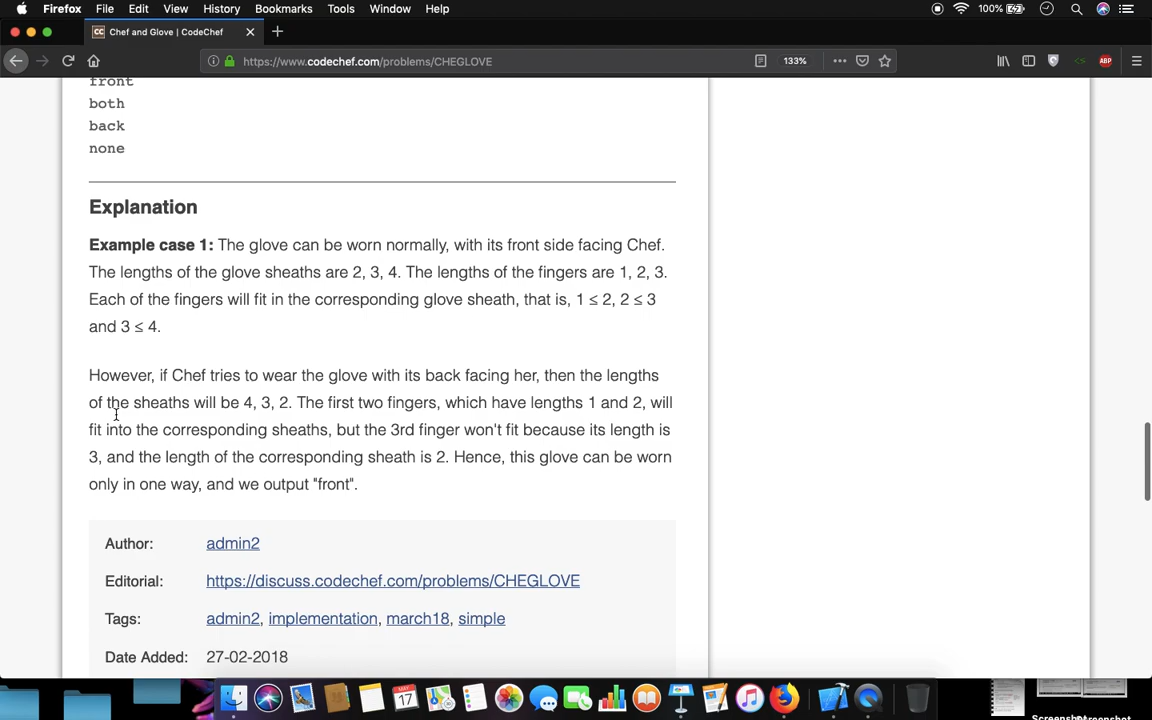 Firefox File Edit View History Bookmarks Tools Window Help 100%
CC Chef and Glove | CodeChef
https://www.codechef.com/problems/CHEGLOVE 133% ABP
front
both
back
none
Explanation
Example case 1: The glove can be worn normally, with its front side facing Chef.
The lengths of the glove sheaths are 2, 3, 4. The lengths of the fingers are 1, 2, 3.
Each of the fingers will fit in the corresponding glove sheath, that is, 1 ≤ 2, 2 ≤ 3
and 3 ≤ 4.
However, if Chef tries to wear the glove with its back facing her, then the lengths
of the sheaths will be 4, 3, 2. The first two fingers, which have lengths 1 and 2, will
fit into the corresponding sheaths, but the 3rd finger won't fit because its length is
3, and the length of the corresponding sheath is 2. Hence, this glove can be worn
only in one way, and we output "front".
Author: admin2
Editorial: https://discuss.codechef.com/problems/CHEGLOVE
Tags: admin2, implementation, march18, simple
Date Added: 27-02-2018
17